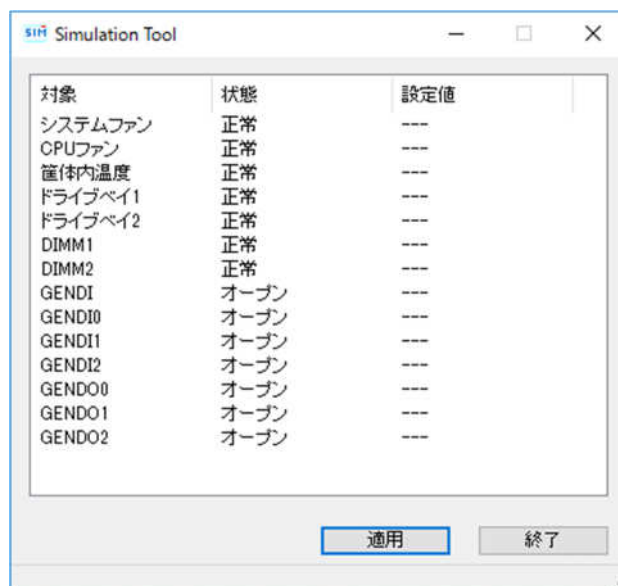 SIM Simulation Tool
対象 状態 設定値
システムファン 正常 ---
CPUファン 正常 ---
筐体内温度 正常 ---
ドライブベイ1 正常 ---
ドライブベイ2 正常 ---
DIMM1 正常 ---
DIMM2 正常 ---
GENDI オープン ---
GENDI0 オープン ---
GENDI1 オープン ---
GENDI2 オープン ---
GENDO0 オープン ---
GENDO1 オープン ---
GENDO2 オープン ---
適用 終了